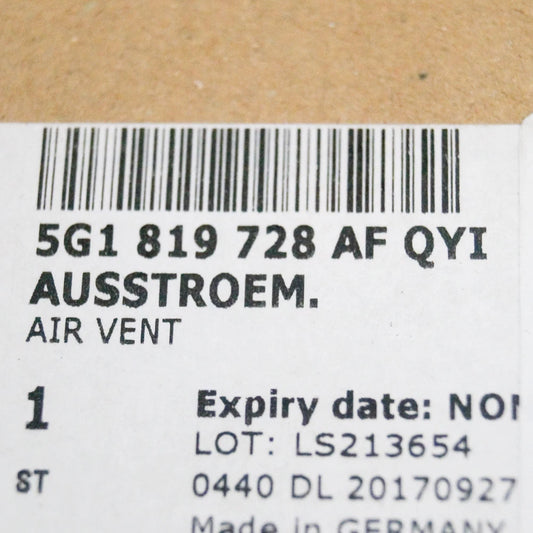 5G1 819 728 AF QYI
AUSSTROEM.
AIR VENT
1
Expiry date:
LOT: LS213654
ST
0440 DL 20170927
Made in GERMANY